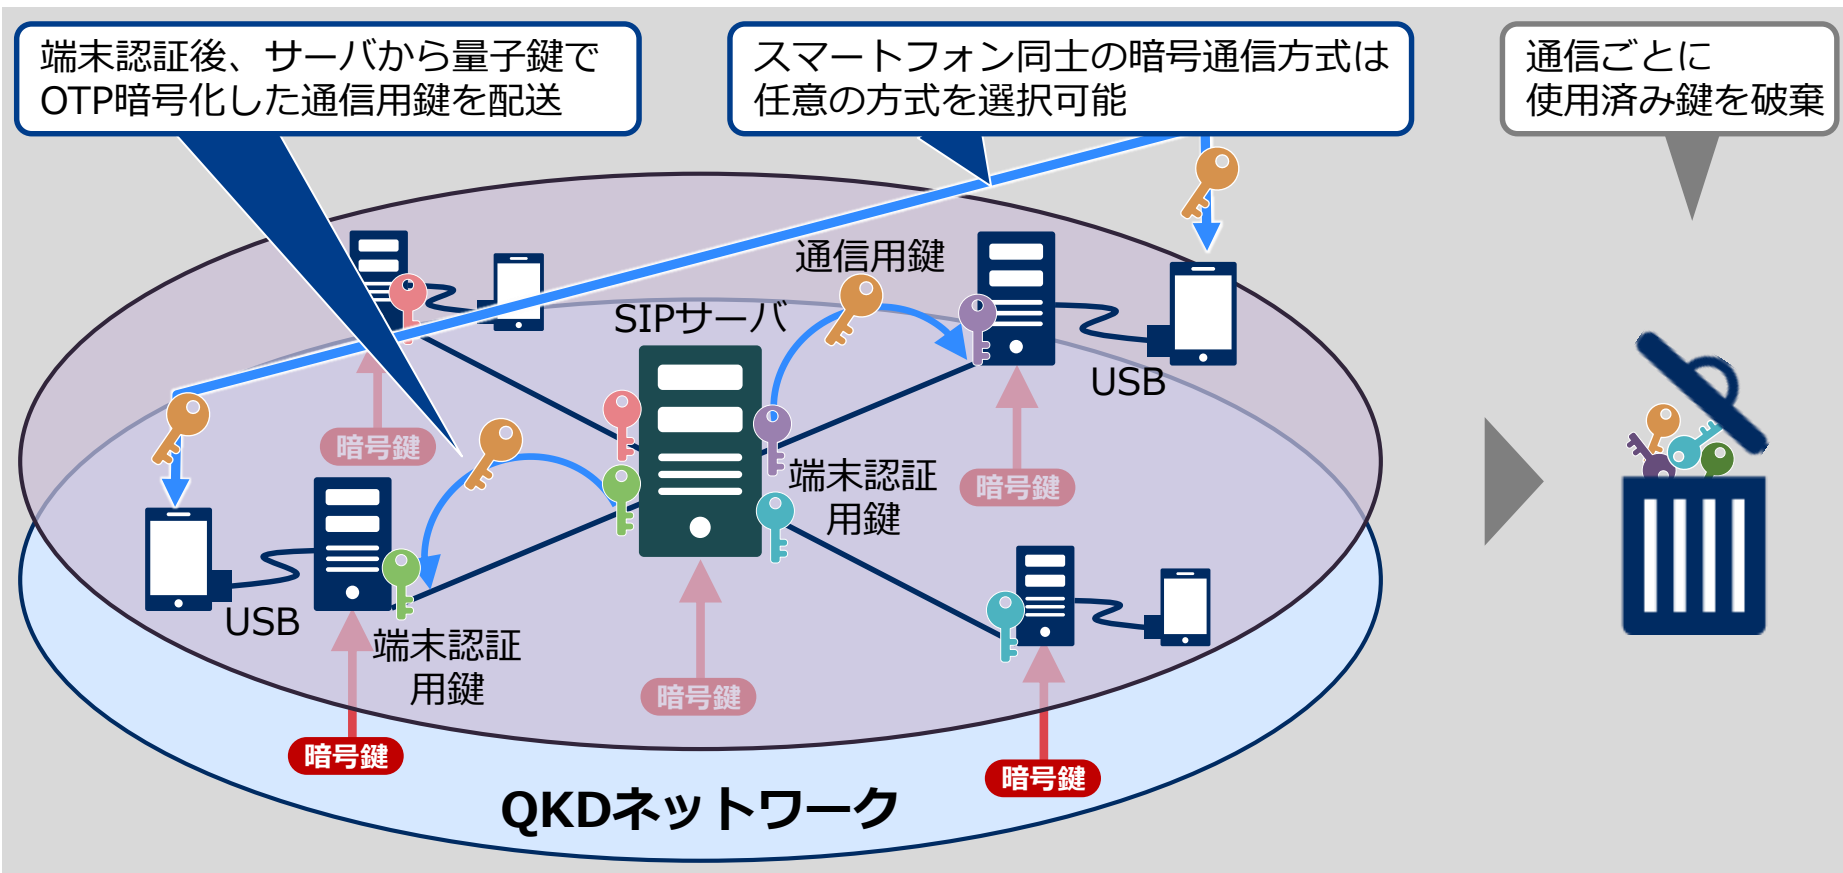 端末認証後、サーバから量子鍵で
OTP暗号化した通信用鍵を配送
スマートフォン同士の暗号通信方式は
任意の方式を選択可能
通信ごとに
使用済み鍵を破棄
通信用鍵
SIPサーバ
USB
暗号鍵
端末認証
用鍵
暗号鍵
USB
端末認証
用鍵
暗号鍵
暗号鍵
暗号鍵
QKDネットワーク